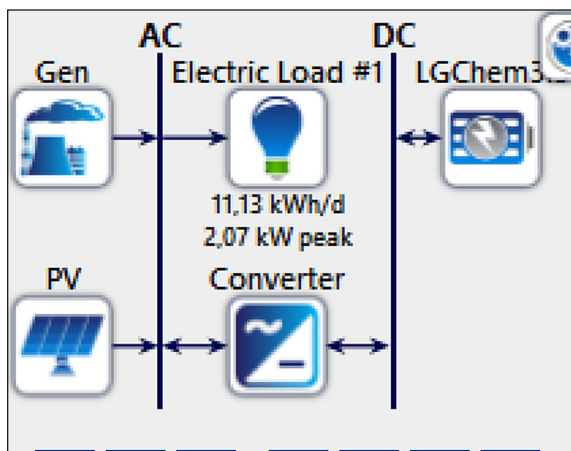 AC DC
Gen Electric Load #1 LGChem3.
11,13 kWh/d
2,07 kW peak
PV Converter